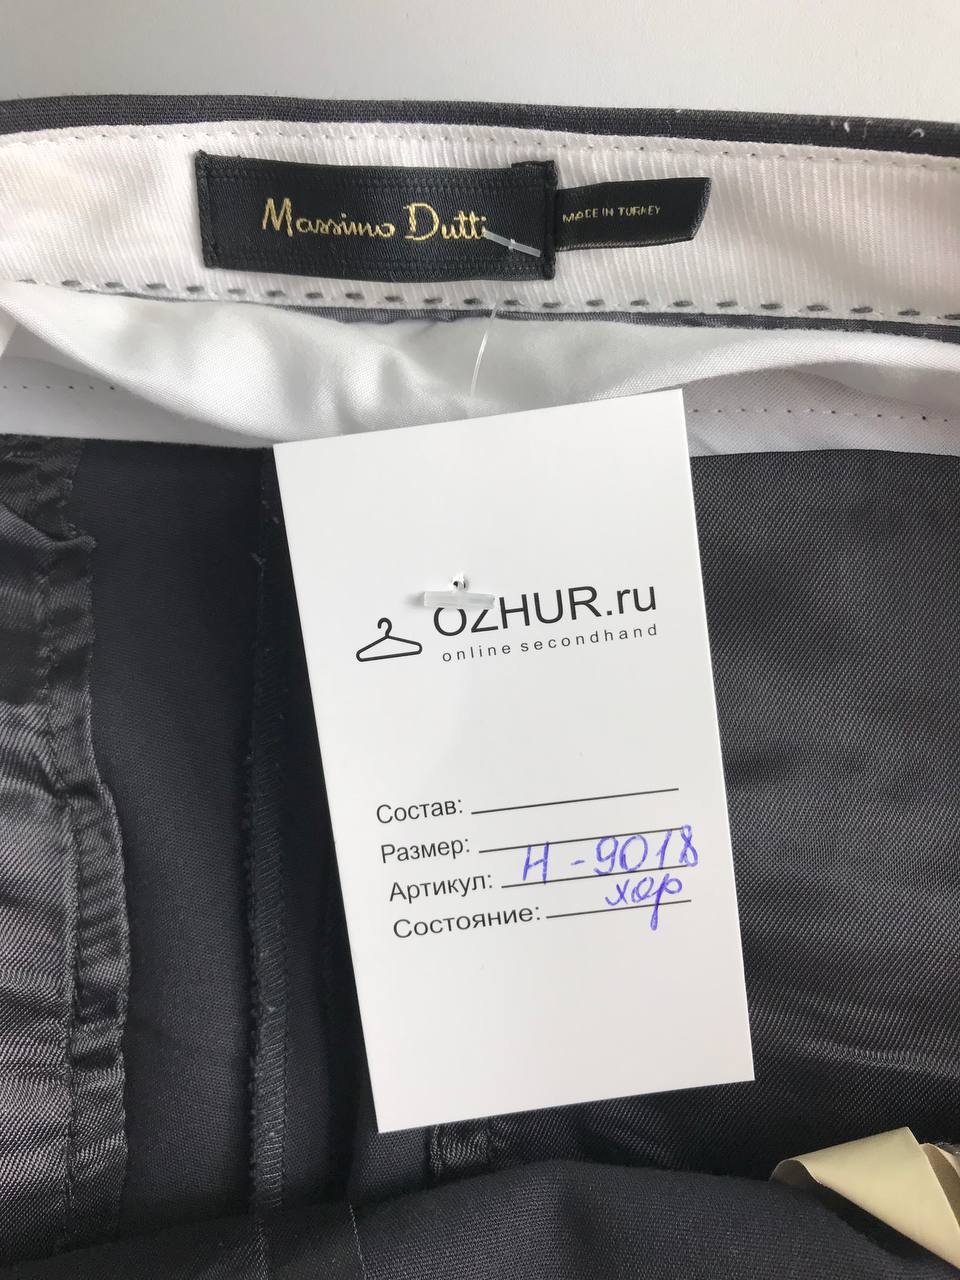 Massimo Dutti
MADE IN TURKEY
OZHUR.ru
online secondhand
Состав:
Размер:
Артикул: Н-9018
Состояние: хор